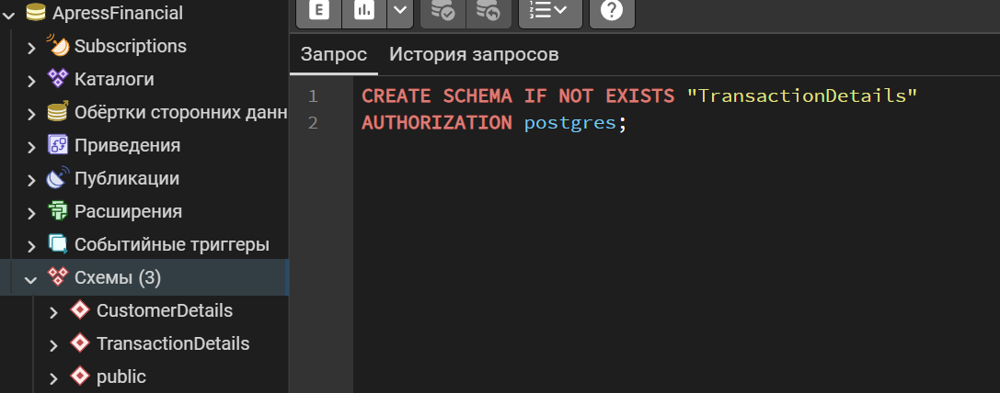 ApressFinancial
Subscriptions
Каталоги
Обёртки сторонних данн
Приведения
Публикации
Расширения
Событийные триггеры
Схемы (3)
CustomerDetails
TransactionDetails
public
E
Запрос История запросов
1 CREATE SCHEMA IF NOT EXISTS "TransactionDetails"
2 AUTHORIZATION postgres;